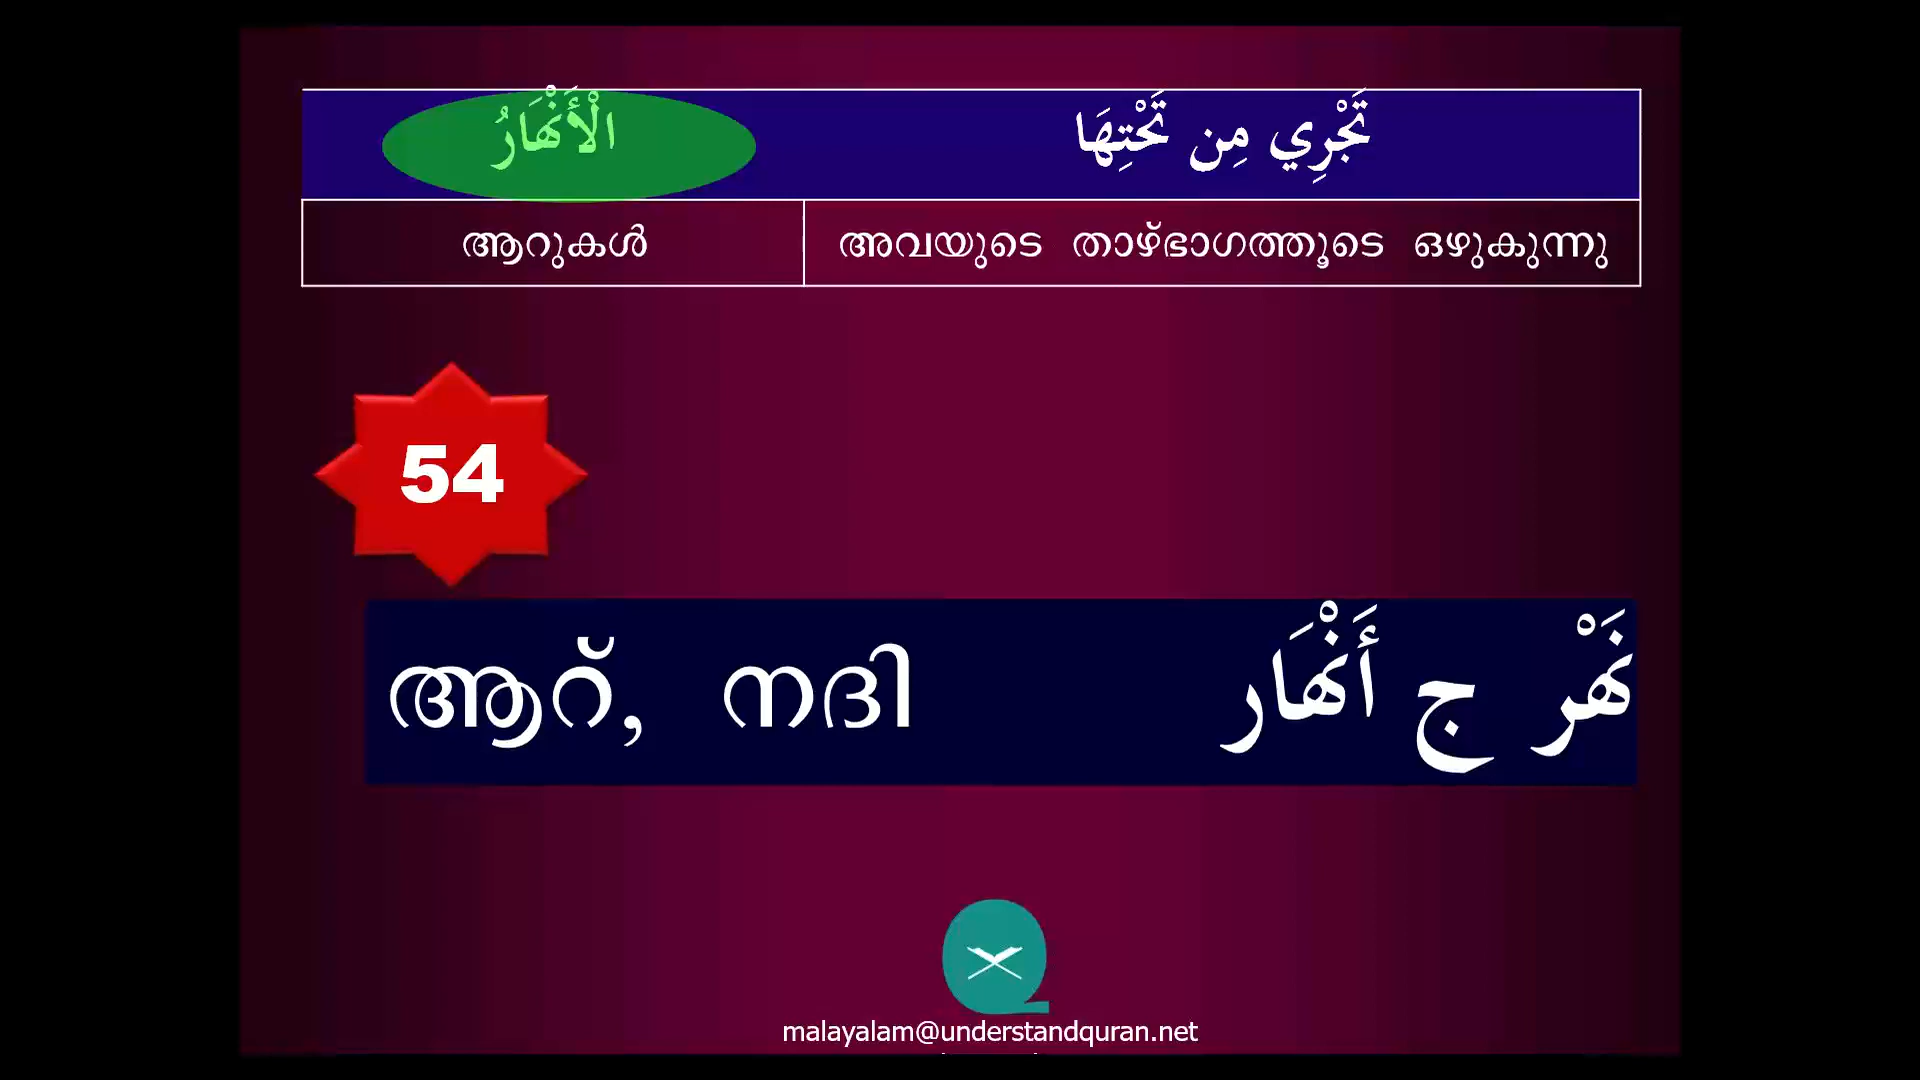 تَجْرِي مِن تَحْتِهَا الْأَنْهَارُ
ആറുകൾ അവയുടെ താഴ്ഭാഗത്തൂടെ ഒഴുകുന്നു
54
ആറ്, നദി نَهْر ج أَنْهَار
malayalam@understandquran.net